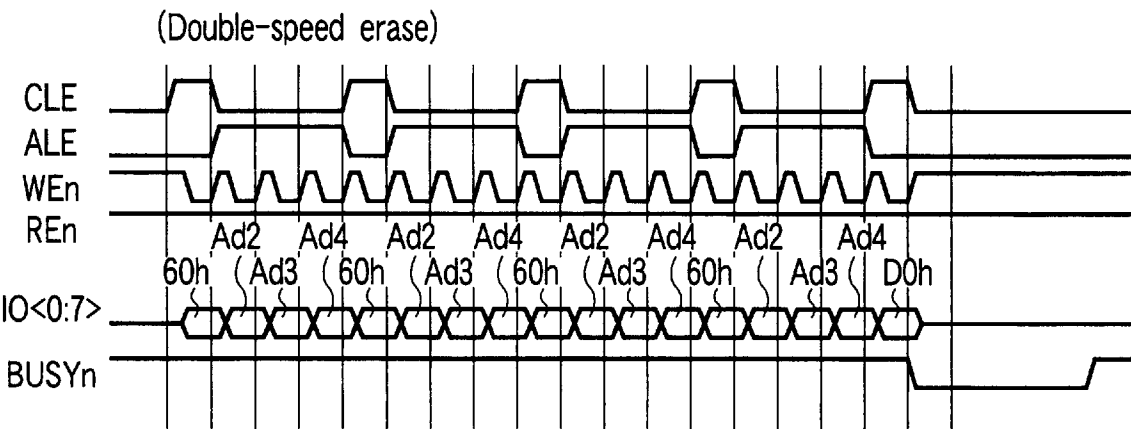 (Double-speed erase)
CLE
ALE
WEn
REn
Ad2 Ad4 Ad2 Ad4 Ad2 Ad4 Ad2 Ad4
60h Ad3 60h Ad3 60h Ad3 60h Ad3 D0h
IO<0:7>
BUSYn